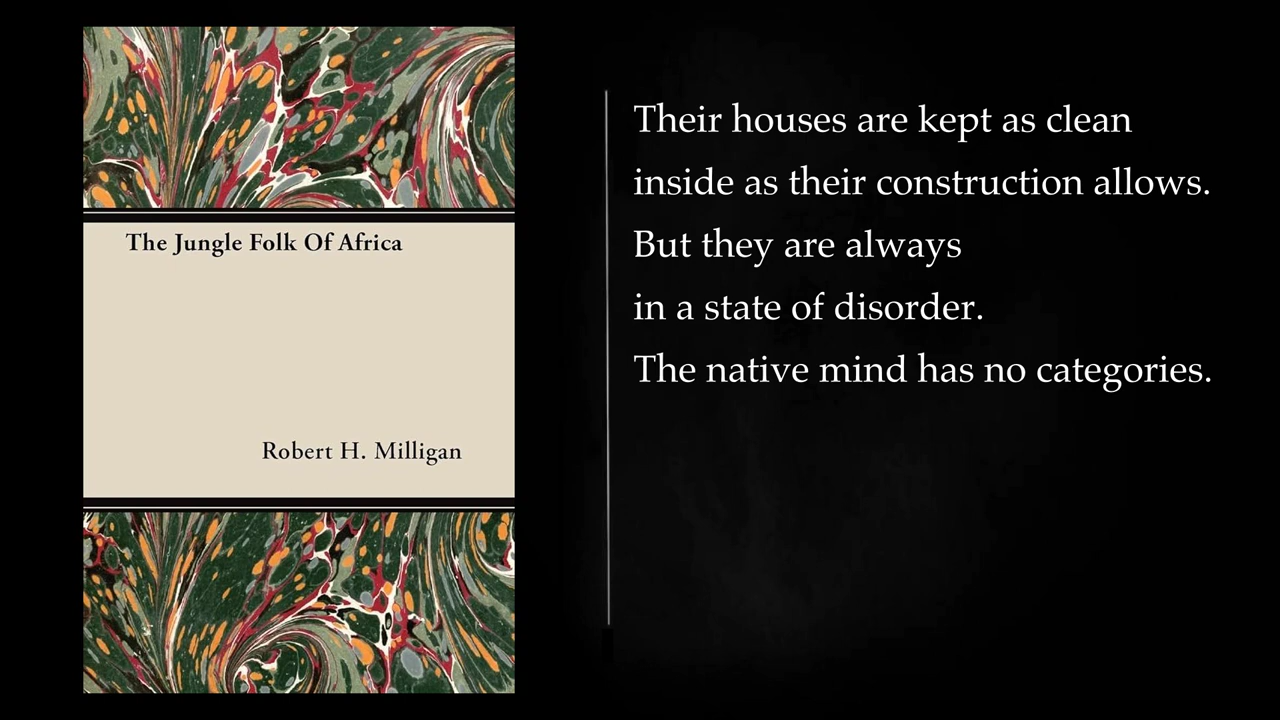 The Jungle Folk Of Africa
Robert H. Milligan
Their houses are kept as clean
inside as their construction allows.
But they are always
in a state of disorder.
The native mind has no categories.